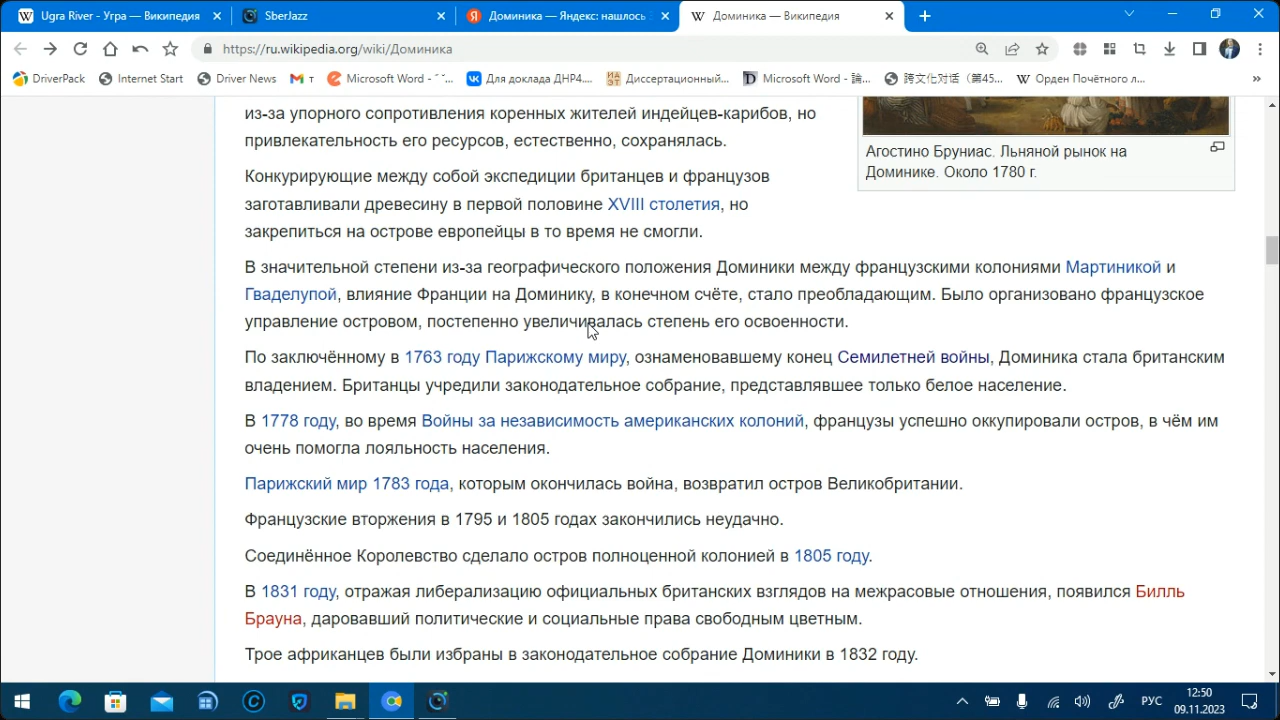 Ugra River - Угра — Википедия
SberJazz
Доминика — Яндекс: нашлось
Доминика — Википедия
https://ru.wikipedia.org/wiki/Доминика
DriverPack
Internet Start
Driver News
т
Microsoft Word -
Для доклада ДНР4....
Диссертационный...
Microsoft Word - 論...
跨文化对话（第45...
Орден Почётного л...
»
из-за упорного сопротивления коренных жителей индейцев-карибов, но
привлекательность его ресурсов, естественно, сохранялась.
Агостино Бруниас. Льняной рынок на
Доминике. Около 1780 г.
Конкурирующие между собой экспедиции британцев и французов
заготавливали древесину в первой половине XVIII столетия, но
закрепиться на острове европейцы в то время не смогли.
В значительной степени из-за географического положения Доминики между французскими колониями Мартиникой и
Гваделупой, влияние Франции на Доминику, в конечном счёте, стало преобладающим. Было организовано французское
управление островом, постепенно увеличивалась степень его освоенности.
По заключённому в 1763 году Парижскому миру, ознаменовавшему конец Семилетней войны, Доминика стала британским
владением. Британцы учредили законодательное собрание, представлявшее только белое население.
В 1778 году, во время Войны за независимость американских колоний, французы успешно оккупировали остров, в чём им
очень помогла лояльность населения.
Парижский мир 1783 года, которым окончилась война, возвратил остров Великобритании.
Французские вторжения в 1795 и 1805 годах закончились неудачно.
Соединённое Королевство сделало остров полноценной колонией в 1805 году.
В 1831 году, отражая либерализацию официальных британских взглядов на межрасовые отношения, появился Билль
Брауна, даровавший политические и социальные права свободным цветным.
Трое африканцев были избраны в законодательное собрание Доминики в 1832 году.
РУС
12:50
09.11.2023